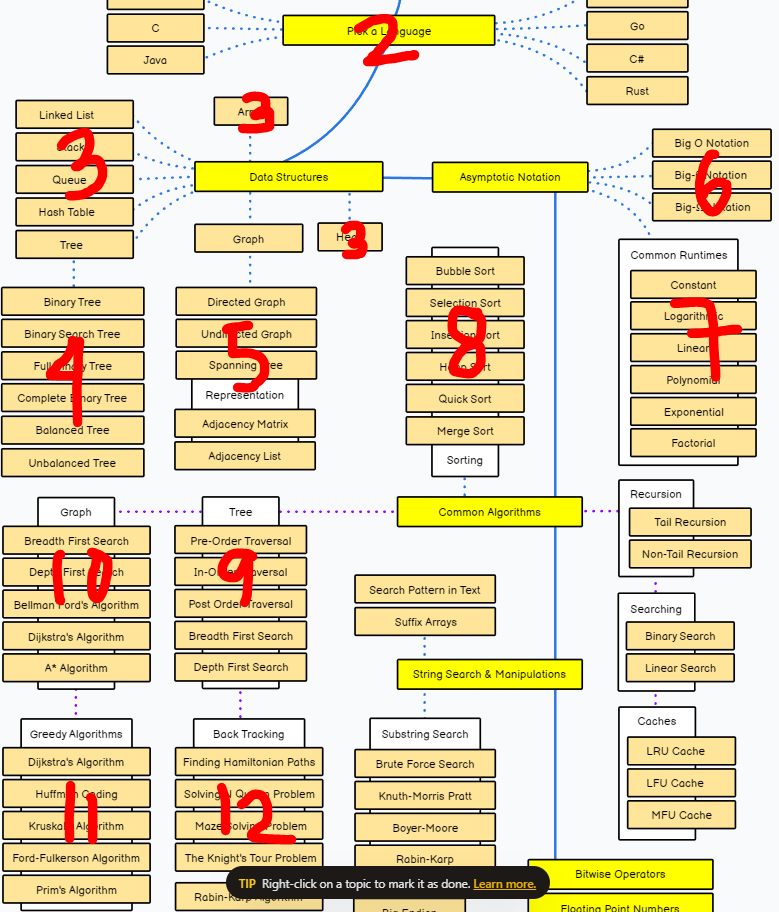 C
Pick a Language
2
Go
Java
C#
Rust
Linked List
Stack
Queue
Hash Table
Tree
3
Array
3
Data Structures
Asymptotic Notation
Big O Notation
Big-Ω Notation
6
Graph
Heap
3
Binary Tree
Binary Search Tree
Full Binary Tree
Complete Binary Tree
Balanced Tree
Unbalanced Tree
4
Directed Graph
Undirected Graph
Spanning Tree
5
Representation
Adjacency Matrix
Adjacency List
Bubble Sort
Selection Sort
Insertion Sort
Heap Sort
8
Quick Sort
Merge Sort
Sorting
Common Runtimes
Constant
Logarithmic
Linear
Polynomial
7
Exponential
Factorial
Common Algorithms
Graph
Breadth First Search
Depth First Search
10
Bellman Ford's Algorithm
Dijkstra's Algorithm
A* Algorithm
Tree
Pre-Order Traversal
In-Order Traversal
9
Post Order Traversal
Breadth First Search
Depth First Search
Recursion
Tail Recursion
Non-Tail Recursion
Searching
Binary Search
Linear Search
Caches
LRU Cache
LFU Cache
MFU Cache
Search Pattern in Text
Suffix Arrays
String Search & Manipulations
Substring Search
Brute Force Search
Knuth-Morris Pratt
Boyer-Moore
Rabin-Karp
Greedy Algorithms
Dijkstra's Algorithm
Huffman Coding
Kruskal's Algorithm
11
Ford-Fulkerson Algorithm
Prim's Algorithm
Back Tracking
Finding Hamiltonian Paths
Solving N Queen Problem
Maze Solving Problem
12
The Knight's Tour Problem
Rabin-Karp Algorithm
TIP Right-click on a topic to mark it as done. Learn more.
Bitwise Operators
Floating Point Numbers
Big Endian